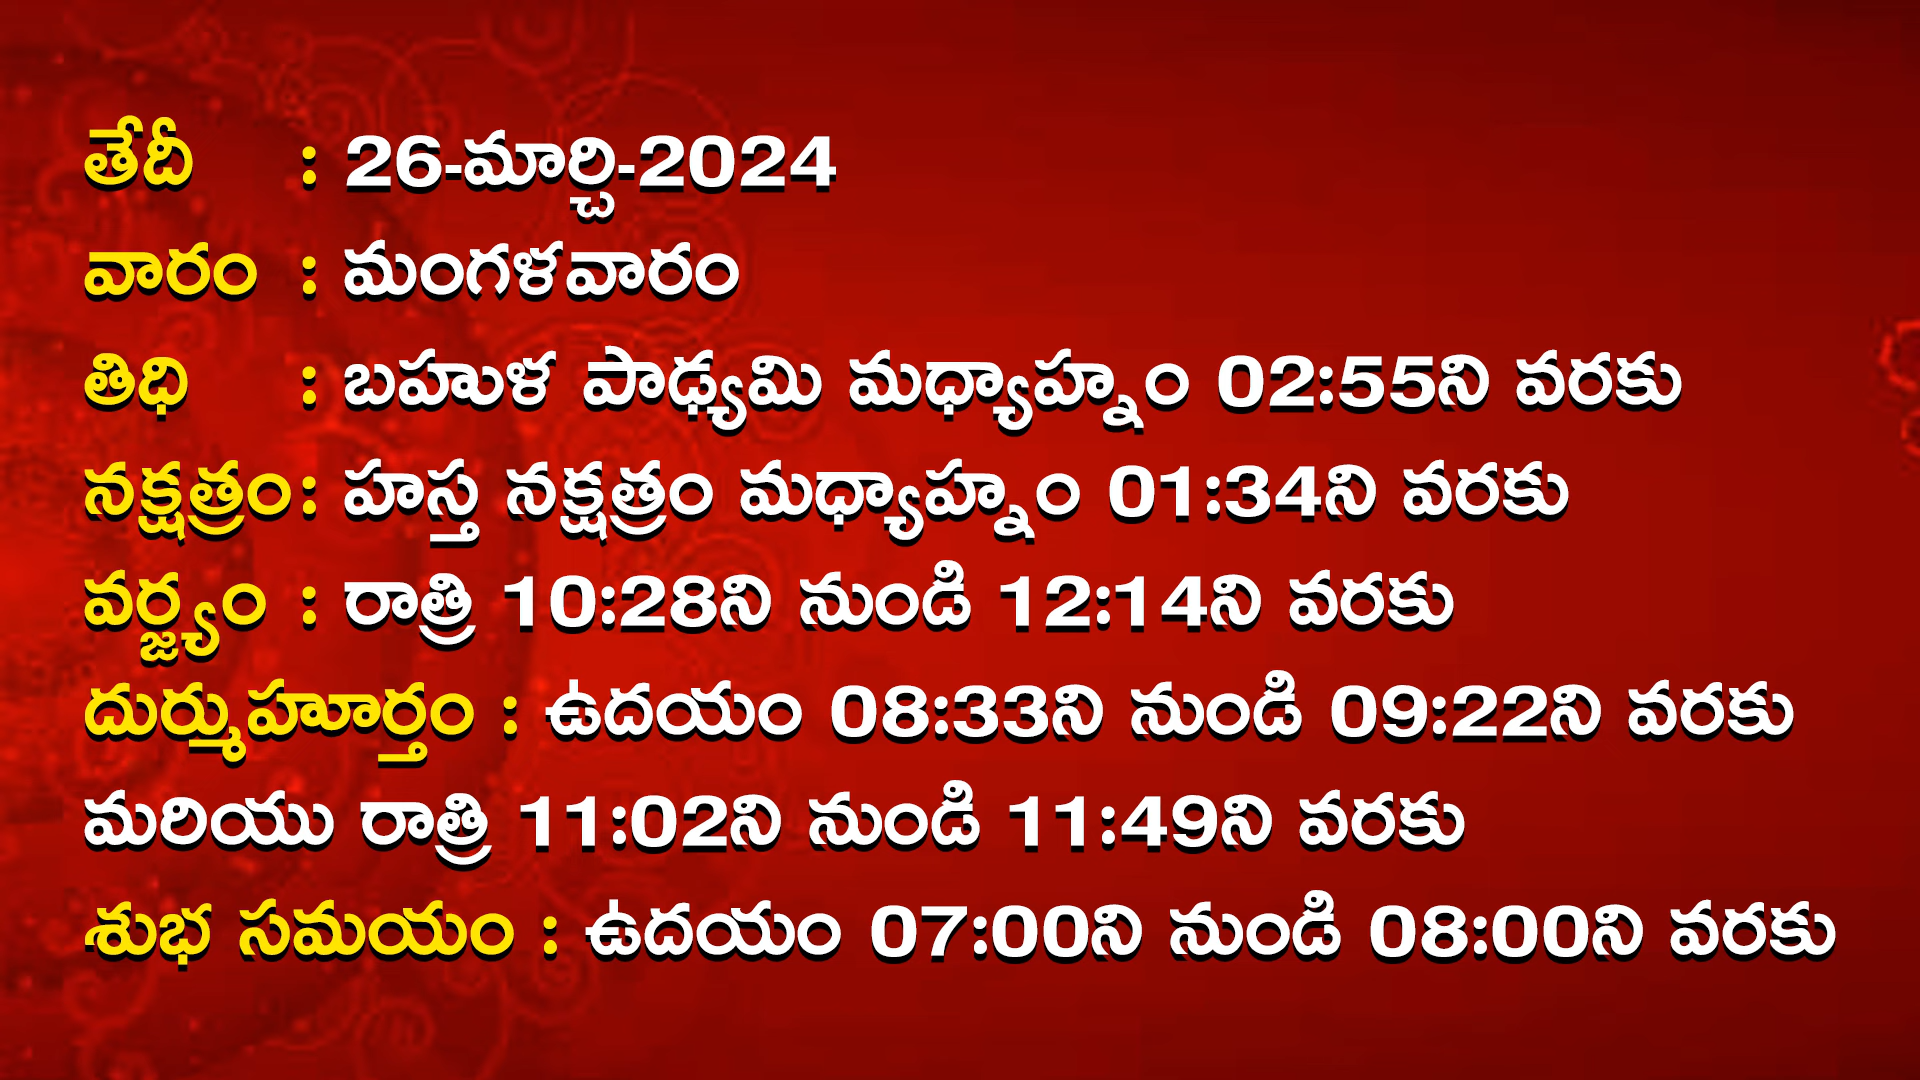 తేదీ : 26-మార్చి-2024
వారం : మంగళవారం
తిధి : బహుళ పాఢ్యమి మధ్యాహ్నం 02:55ని వరకు
నక్షత్రం : హస్త నక్షత్రం మధ్యాహ్నం 01:34ని వరకు
వర్జ్యం : రాత్రి 10:28ని నుండి 12:14ని వరకు
దుర్ముహూర్తం : ఉదయం 08:33ని నుండి 09:22ని వరకు
మరియు రాత్రి 11:02ని నుండి 11:49ని వరకు
శుభ సమయం : ఉదయం 07:00ని నుండి 08:00ని వరకు